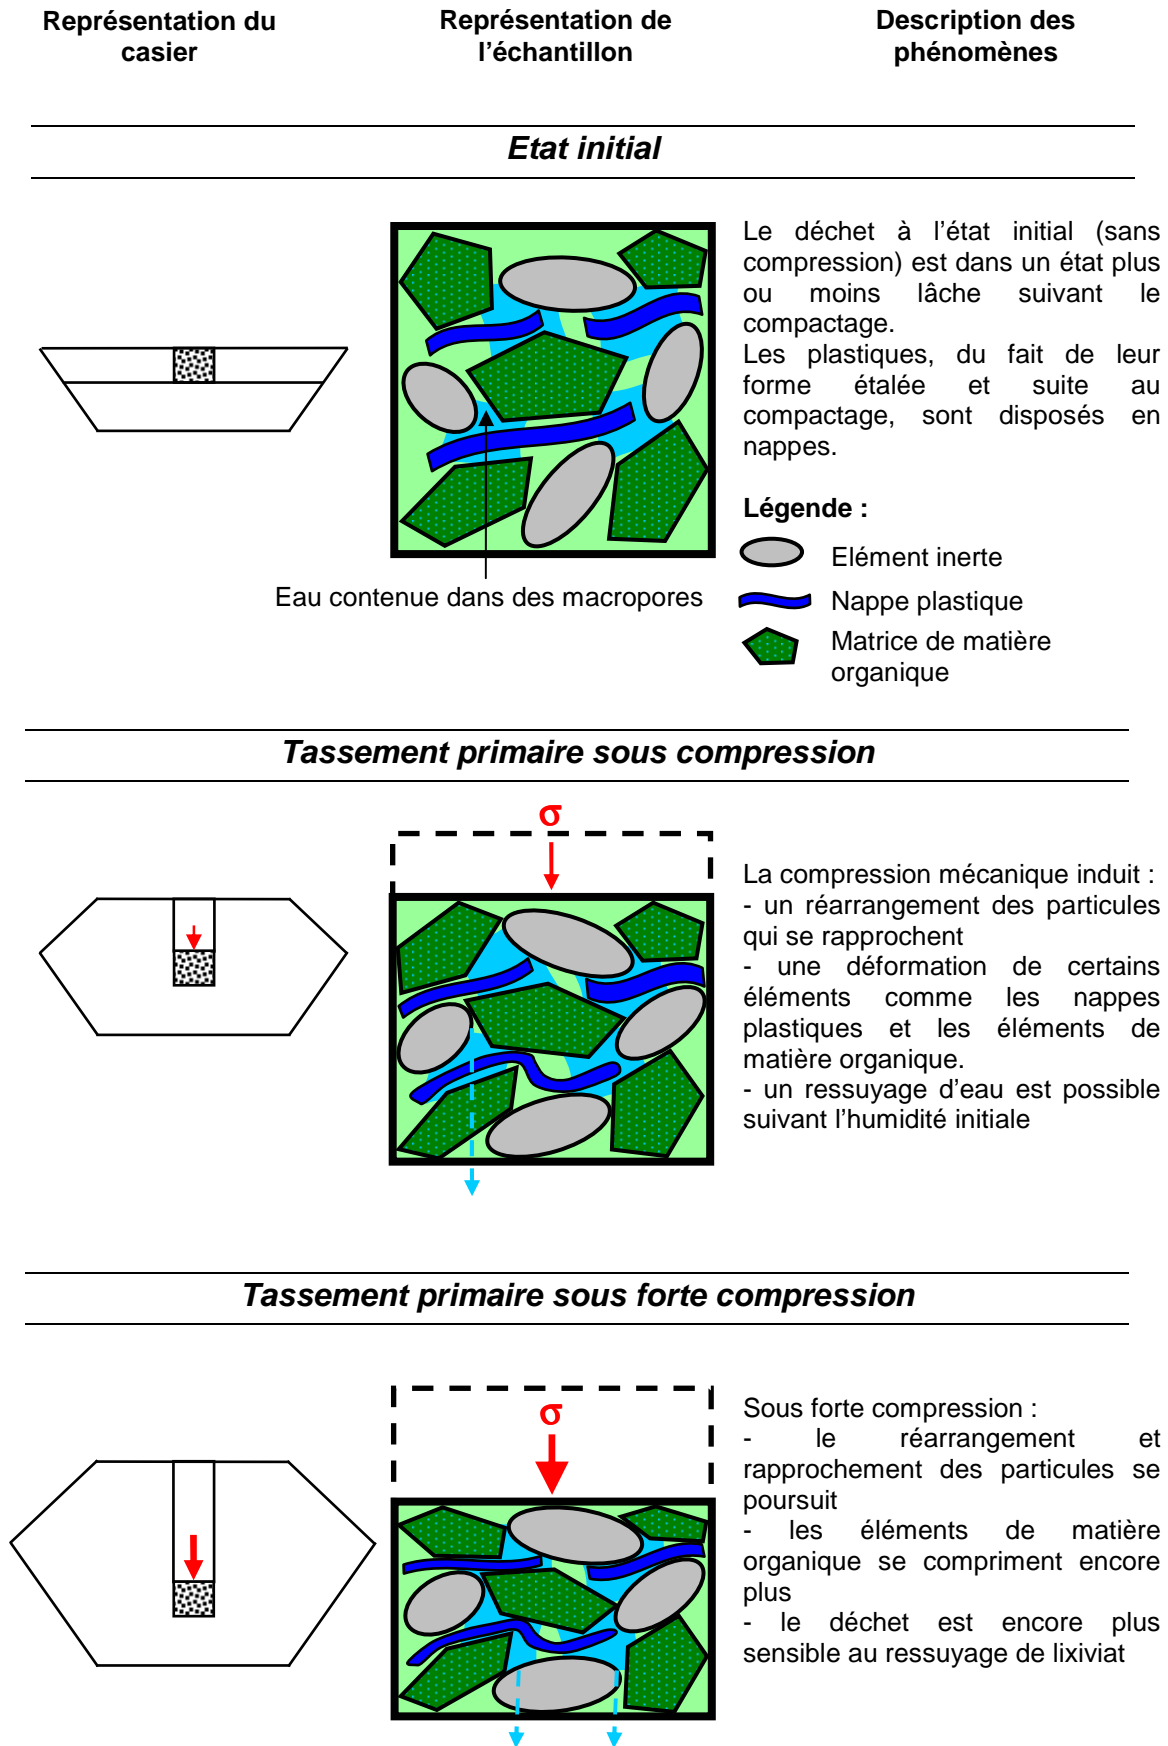 Représentation du
casier
Représentation de
l’échantillon
Description des
phénomènes
Etat initial
Le déchet à l’état initial (sans
compression) est dans un état plus
ou moins lâche suivant le
compactage.
Les plastiques, du fait de leur
forme étalée et suite au
compactage, sont disposés en
nappes.
Légende :
Elément inerte
Nappe plastique
Matrice de matière
organique
Eau contenue dans des macropores
Tassement primaire sous compression
σ
La compression mécanique induit :
- un réarrangement des particules
qui se rapprochent
- une déformation de certains
éléments comme les nappes
plastiques et les éléments de
matière organique.
- un ressuyage d’eau est possible
suivant l’humidité initiale
Tassement primaire sous forte compression
σ
Sous forte compression :
- le réarrangement et
rapprochement des particules se
poursuit
- les éléments de matière
organique se compriment encore
plus
- le déchet est encore plus
sensible au ressuyage de lixiviat